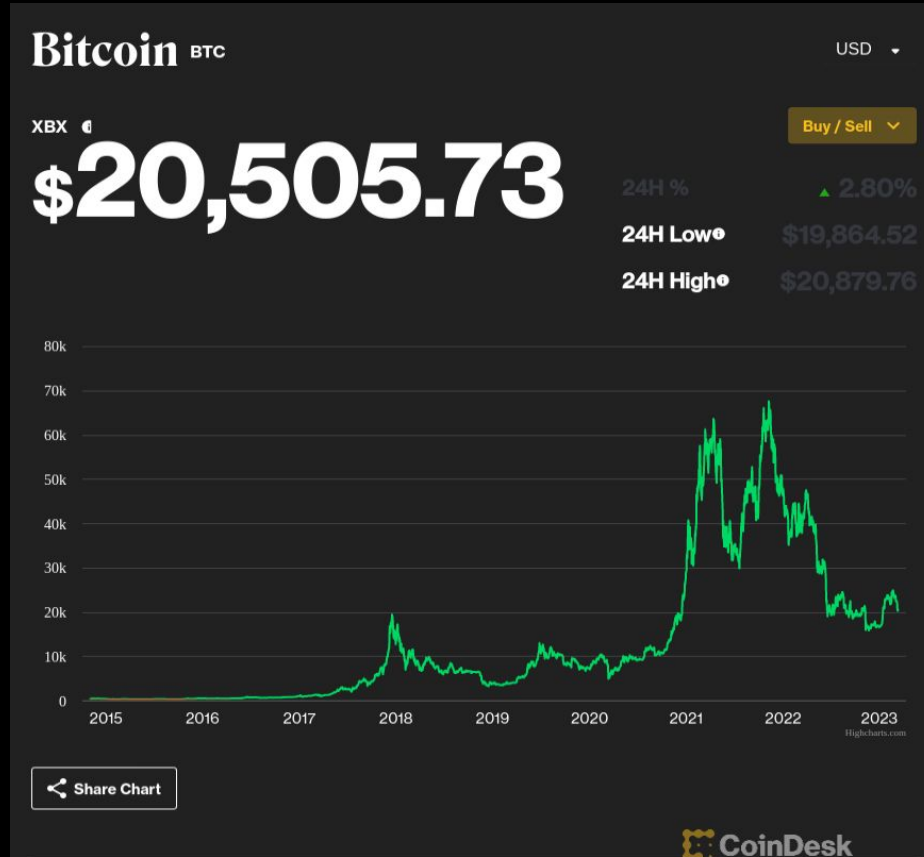 Bitcoin BTC
USD
XBX
Buy / Sell
$20,505.73
24H % 2.80%
24H Low $19,864.52
24H High $20,879.76
80k
70k
60k
50k
40k
30k
20k
10k
0
2015 2016 2017 2018 2019 2020 2021 2022 2023
Highcharts.com
Share Chart
CoinDesk